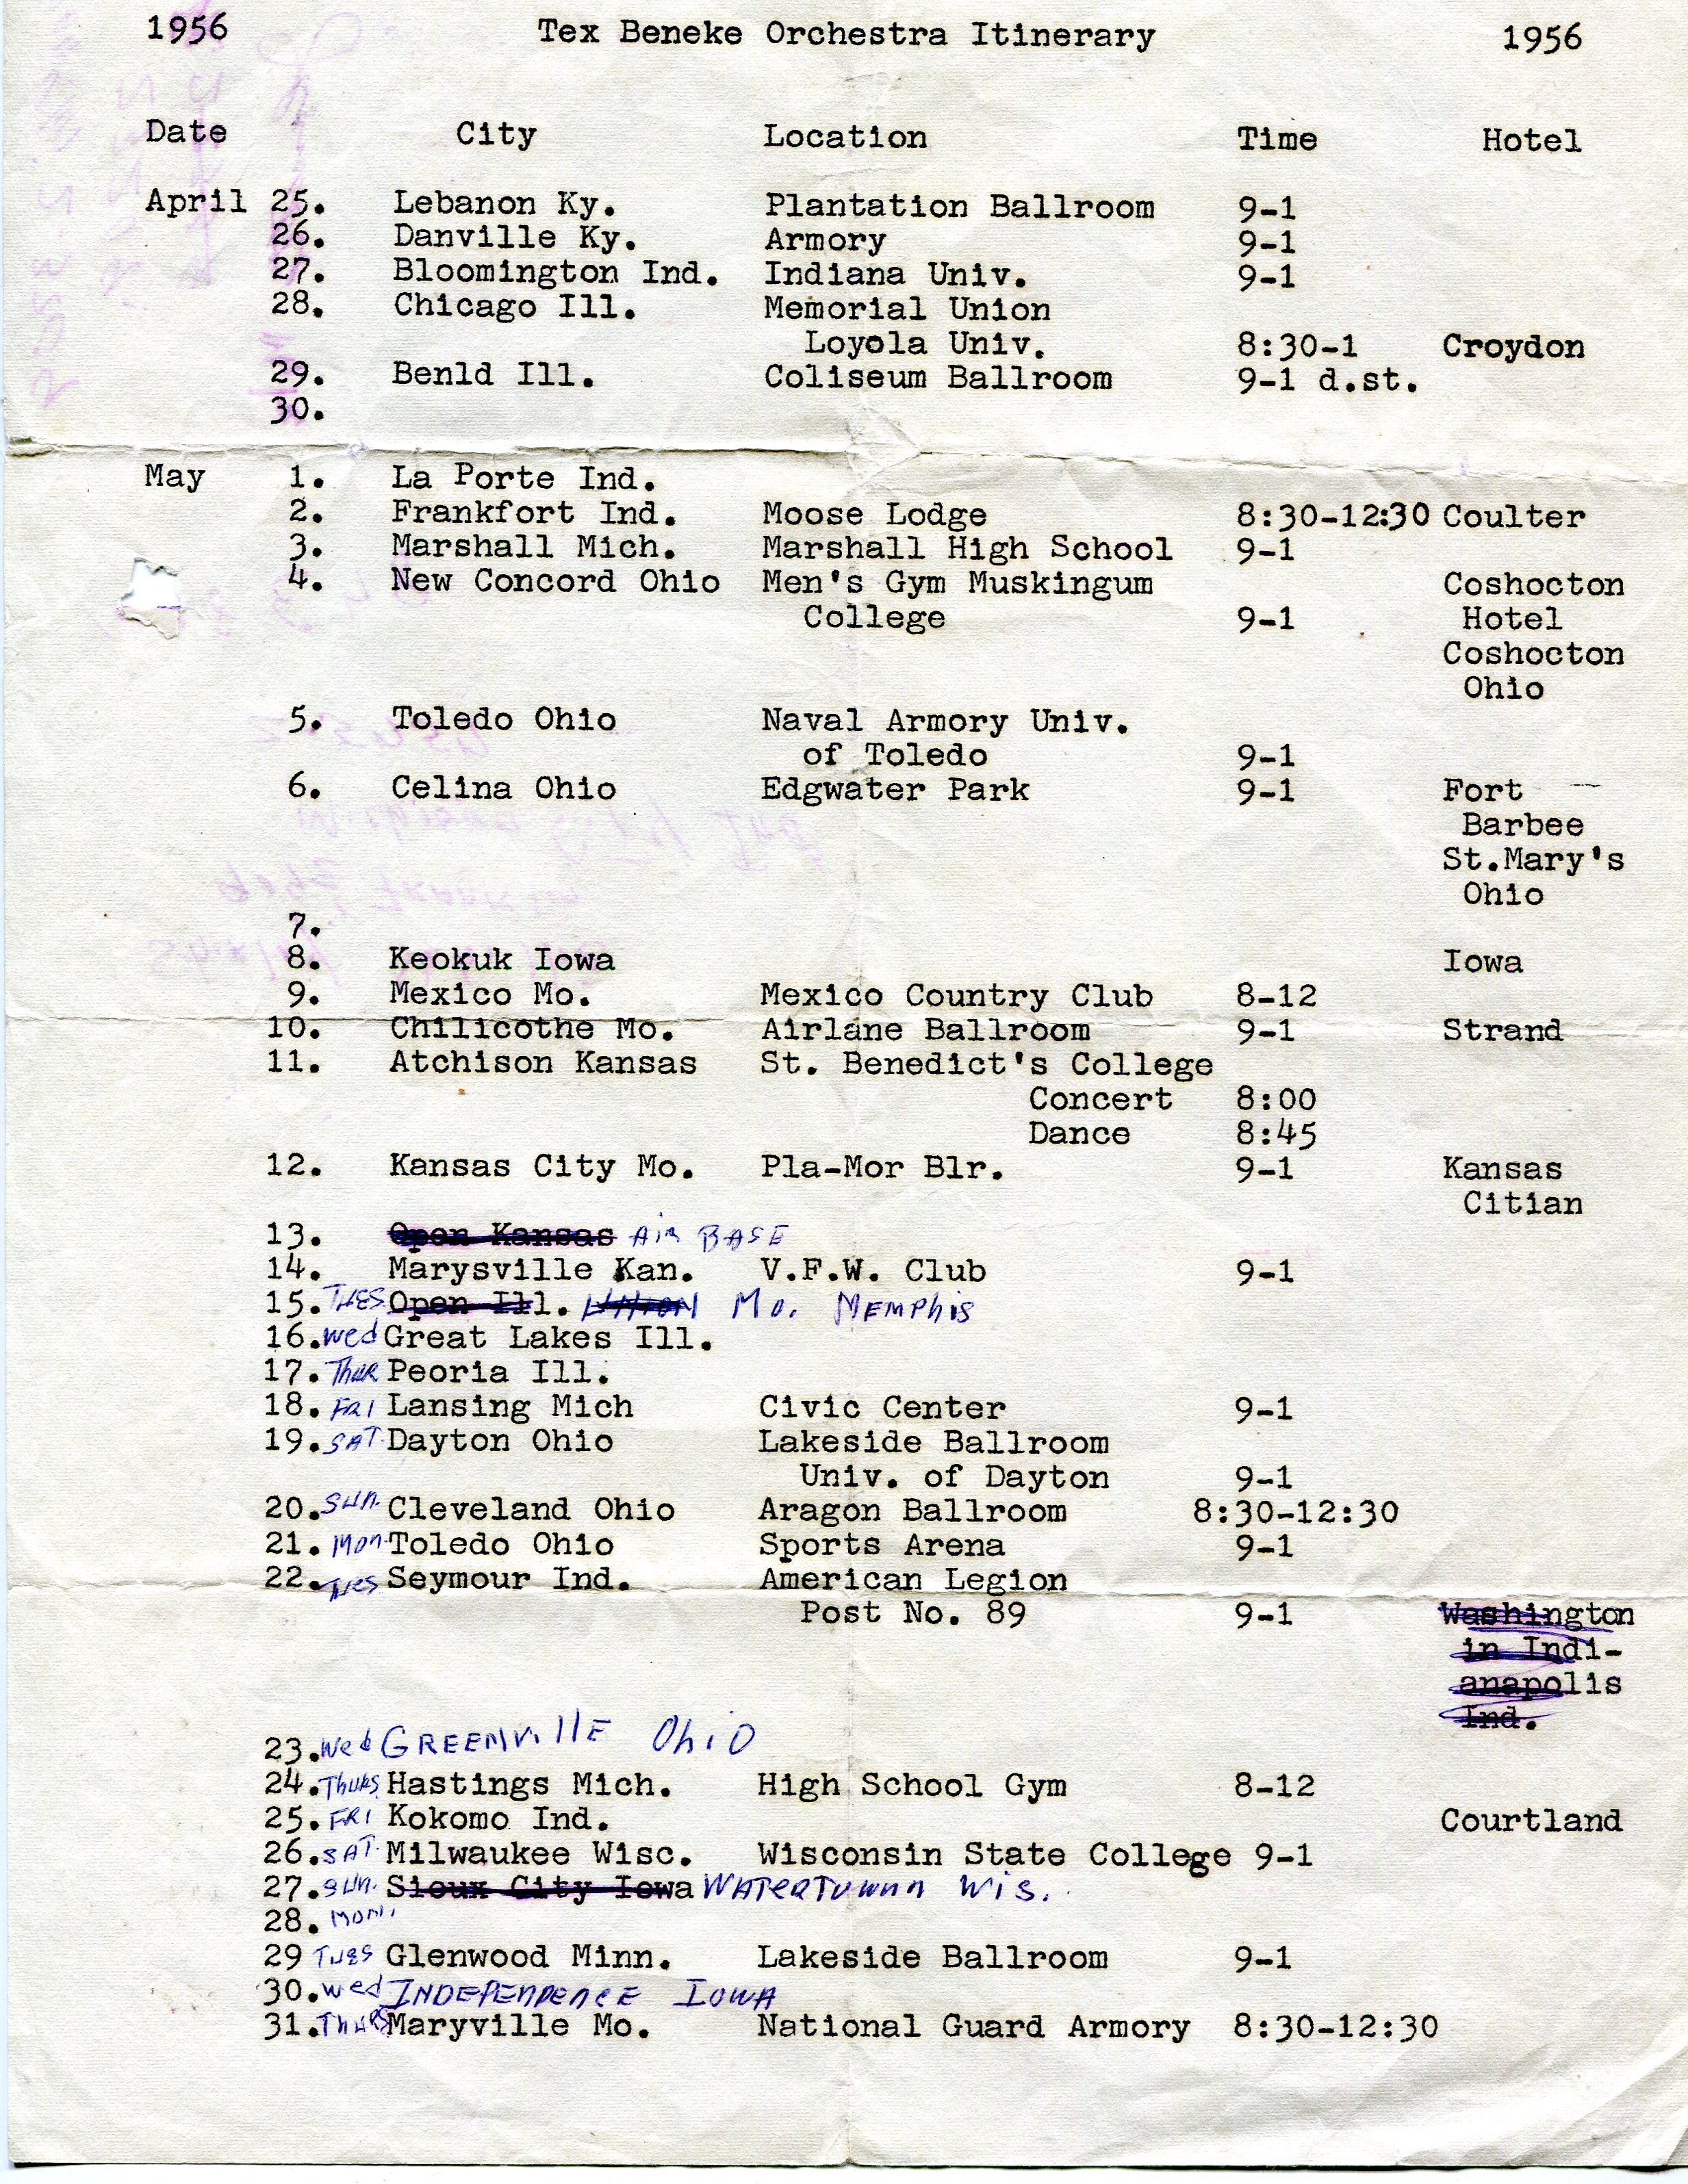 1956 Tex Beneke Orchestra Itinerary 1956
Date City Location Time Hotel
April 25. Lebanon Ky. Plantation Ballroom 9-1
26. Danville Ky. Armory 9-1
27. Bloomington Ind. Indiana Univ. 9-1
28. Chicago Ill. Memorial Union
Loyola Univ. 8:30-1 Croydon
29. Benld Ill. Coliseum Ballroom 9-1 d.st.
30.
May 1. La Porte Ind.
2. Frankfort Ind. Moose Lodge 8:30-12:30 Coulter
3. Marshall Mich. Marshall High School 9-1
4. New Concord Ohio Men's Gym Muskingum Coshocton
College 9-1 Hotel
Coshocton
Ohio
5. Toledo Ohio Naval Armory Univ.
of Toledo 9-1
6. Celina Ohio Edgwater Park 9-1 Fort
Barbee
St.Mary's
Ohio
7.
8. Keokuk Iowa Iowa
9. Mexico Mo. Mexico Country Club 8-12
10. Chilicothe Mo. Airlane Ballroom 9-1 Strand
11. Atchison Kansas St. Benedict's College
Concert 8:00
Dance 8:45
12. Kansas City Mo. Pla-Mor Blr. 9-1 Kansas
Citian
13. Open Kansas AiR BASE
14. Marysville Kan. V.F.W. Club 9-1
15. TUES Open Ill. UNION Mo. MEMPhis
16. wed Great Lakes Ill.
17. ThuR Peoria Ill.
18. FRI Lansing Mich Civic Center 9-1
19. SAT. Dayton Ohio Lakeside Ballroom
Univ. of Dayton 9-1
20. SUN. Cleveland Ohio Aragon Ballroom 8:30-12:30
21. MON. Toledo Ohio Sports Arena 9-1
22. TUES Seymour Ind. American Legion
Post No. 89 9-1 Washington
in Indi-
anapolis
Ind.
23. wed GREENVillE OhiO
24. ThuRS Hastings Mich. High School Gym 8-12
25. FRI Kokomo Ind. Courtland
26. SAT. Milwaukee Wisc. Wisconsin State College 9-1
27. SUN. Sioux City Iowa WATERTOWN Wis.
28. MON.
29 TUES Glenwood Minn. Lakeside Ballroom 9-1
30. wed INDEPENDENCE IOWA
31. ThuRS Maryville Mo. National Guard Armory 8:30-12:30